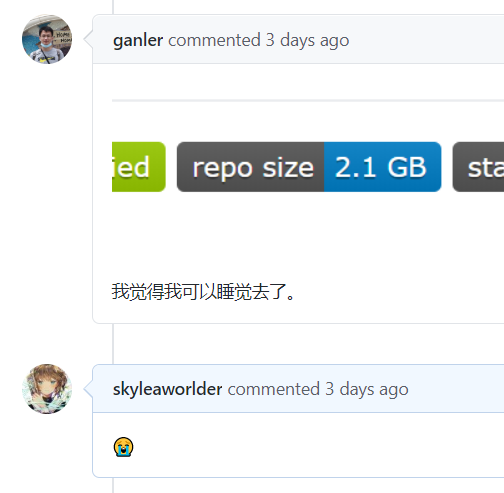 ganler commented 3 days ago
ied repo size 2.1 GB sta
我觉得我可以睡觉去了。
skyleaworlder commented 3 days ago
😭